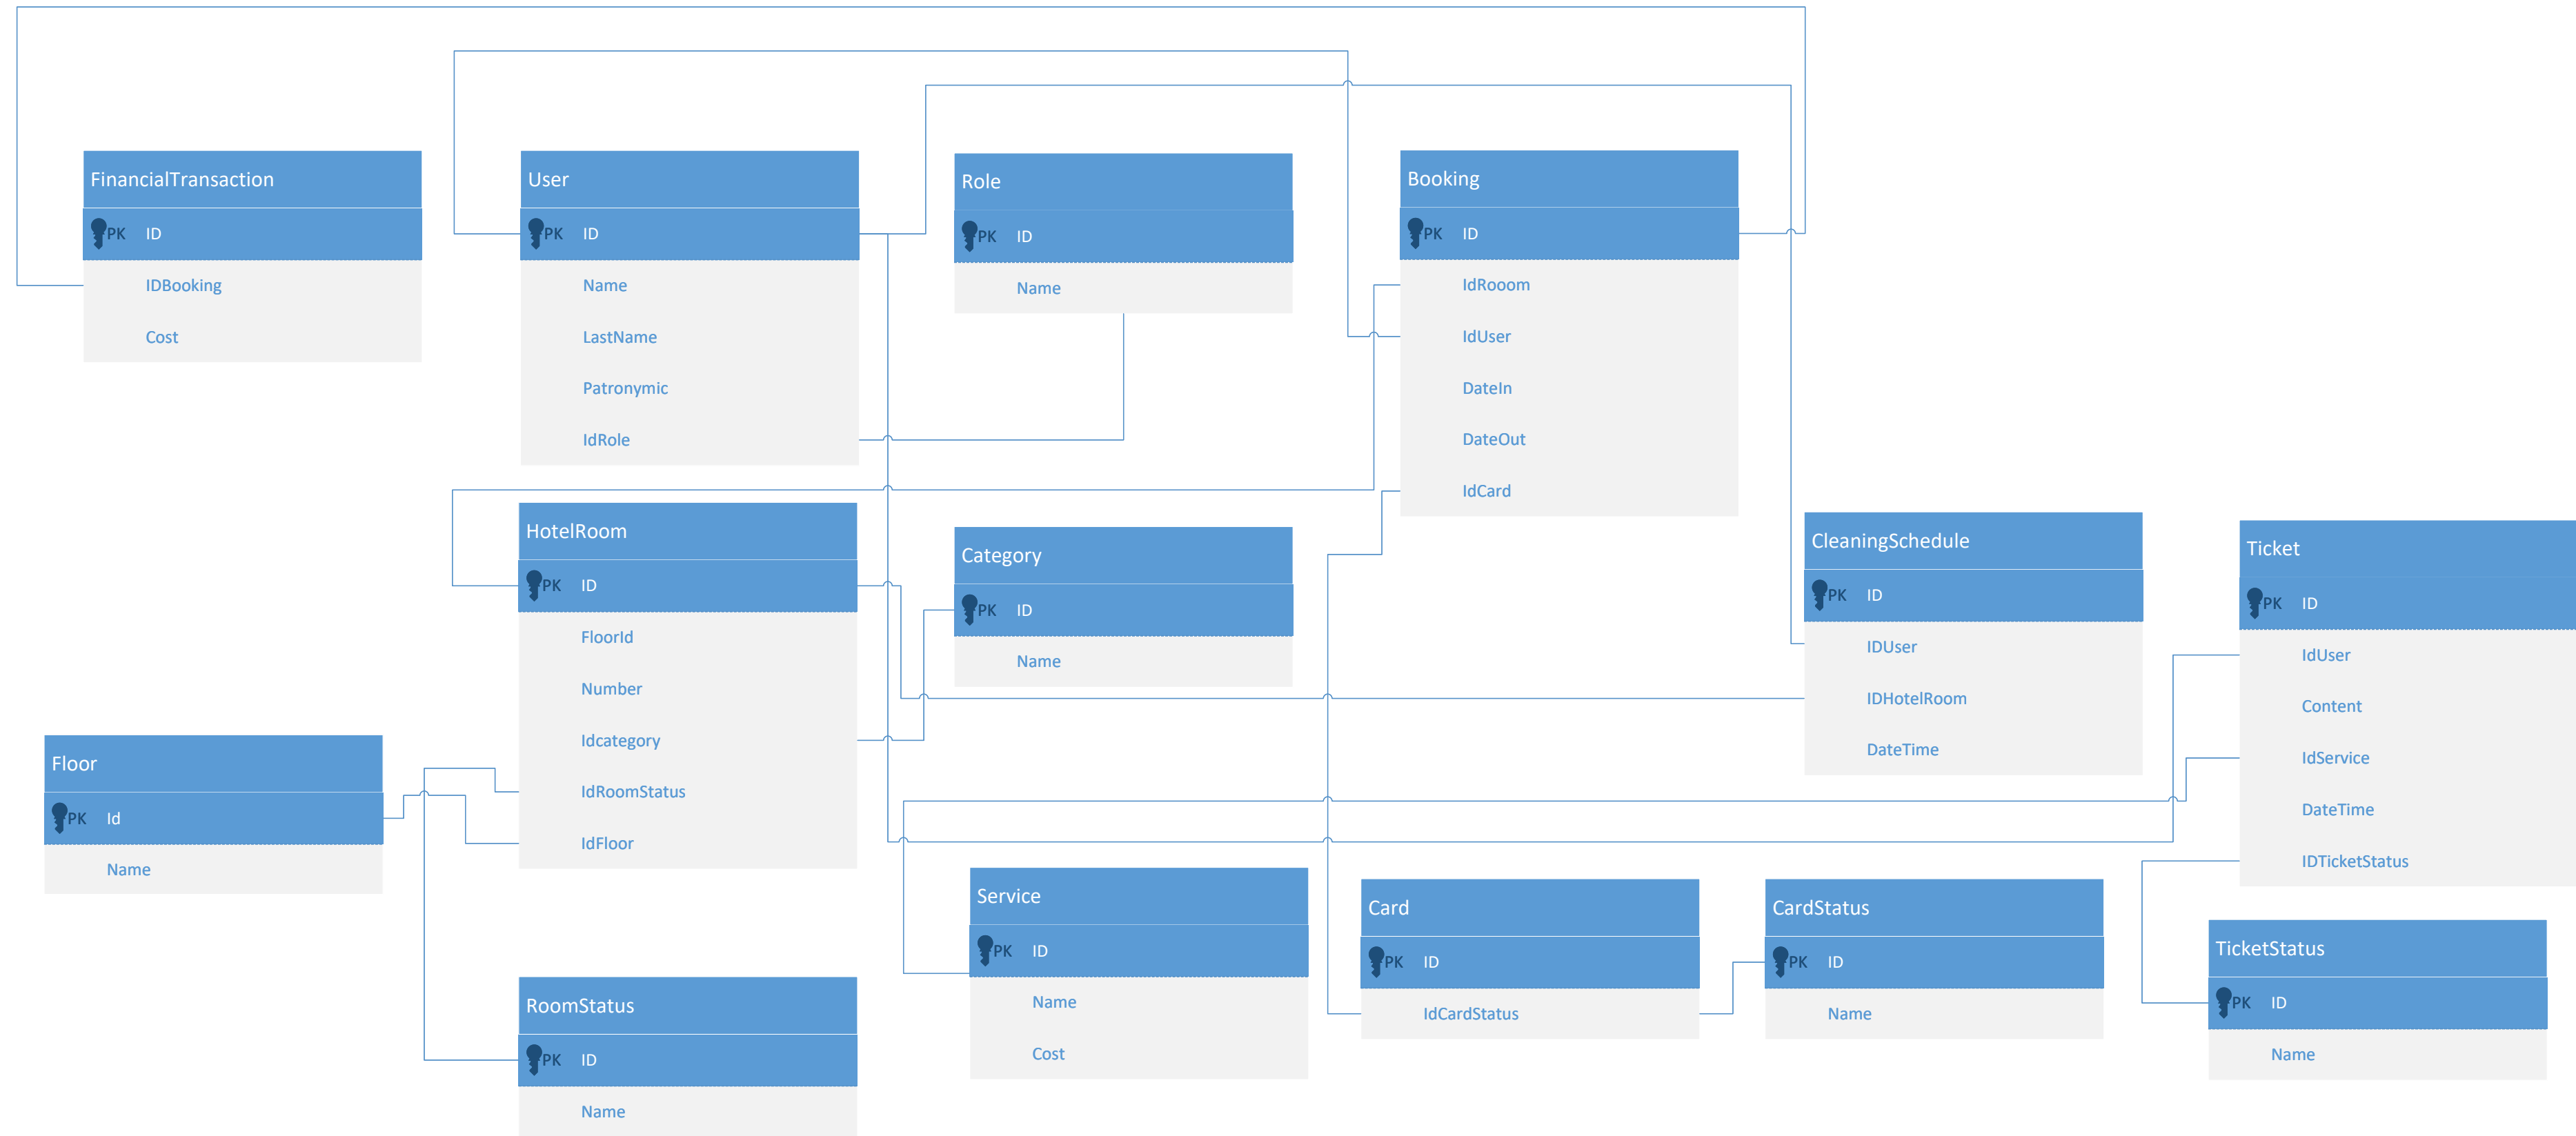 FinancialTransaction
PK ID
IDBooking
Cost
User
PK ID
Name
LastName
Patronymic
IdRole
Role
PK ID
Name
Booking
PK ID
IdRooom
IdUser
DateIn
DateOut
IdCard
HotelRoom
PK ID
FloorId
Number
Idcategory
IdRoomStatus
IdFloor
Category
PK ID
Name
CleaningSchedule
PK ID
IDUser
IDHotelRoom
DateTime
Ticket
PK ID
IdUser
Content
IdService
DateTime
IDTicketStatus
Floor
PK Id
Name
Service
PK ID
Name
Cost
Card
PK ID
IdCardStatus
CardStatus
PK ID
Name
TicketStatus
PK ID
Name
RoomStatus
PK ID
Name